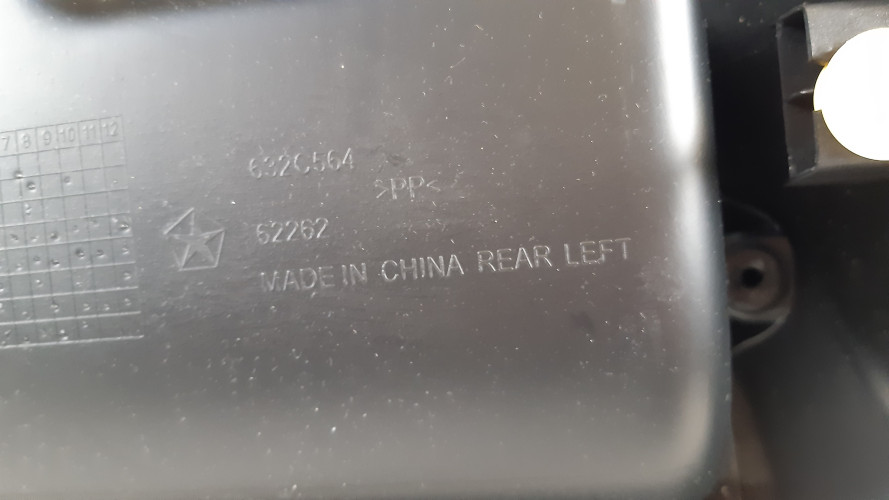 7 8 9 10 11 12
632C564
>PP<
62262
MADE IN CHINA REAR LEFT